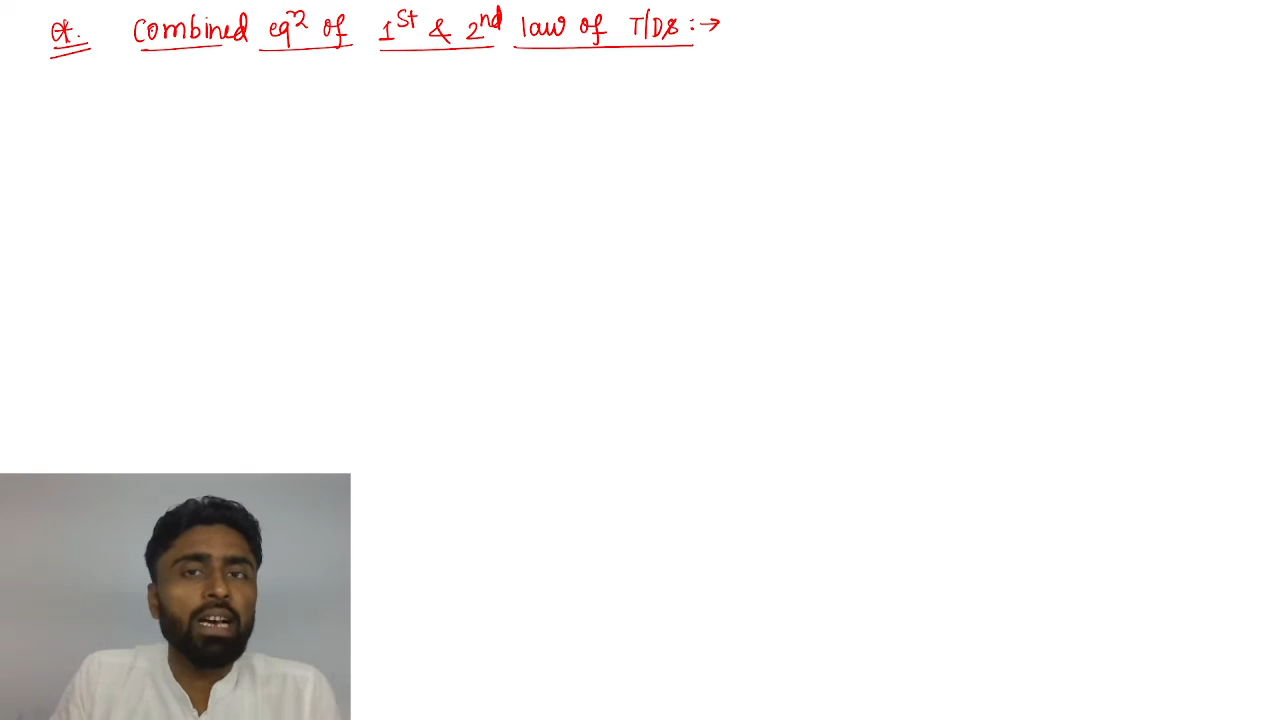 Q. Combined eqn of 1st & 2nd law of T/Ds :→